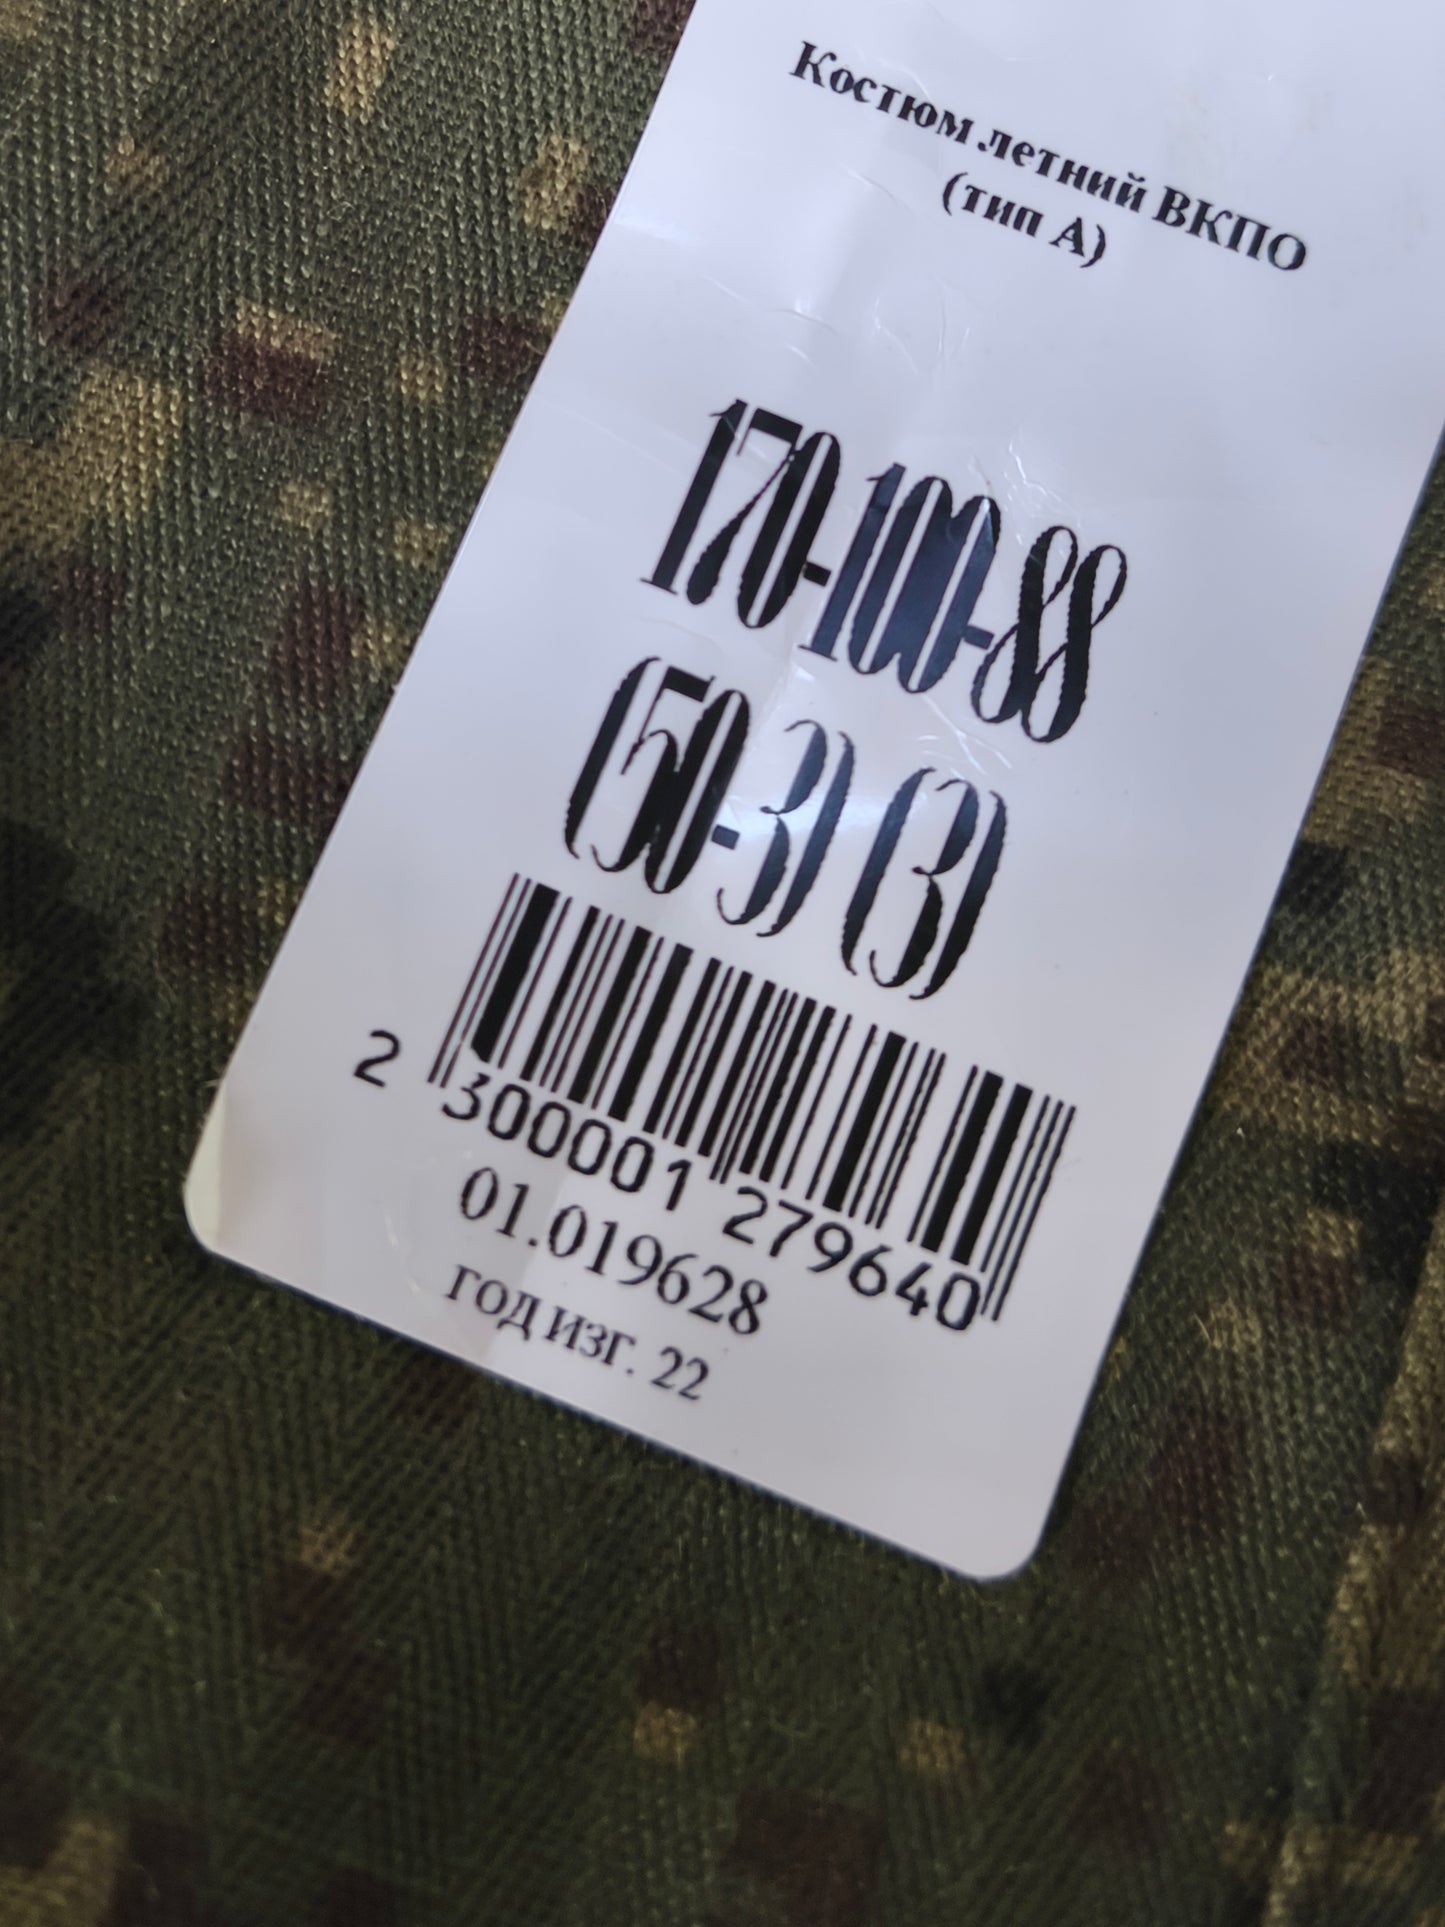 Костюм летний ВКПО
(тип А)
170-100-88
(50-3) (3)
2 300001 279640
01.019628
год изг. 22